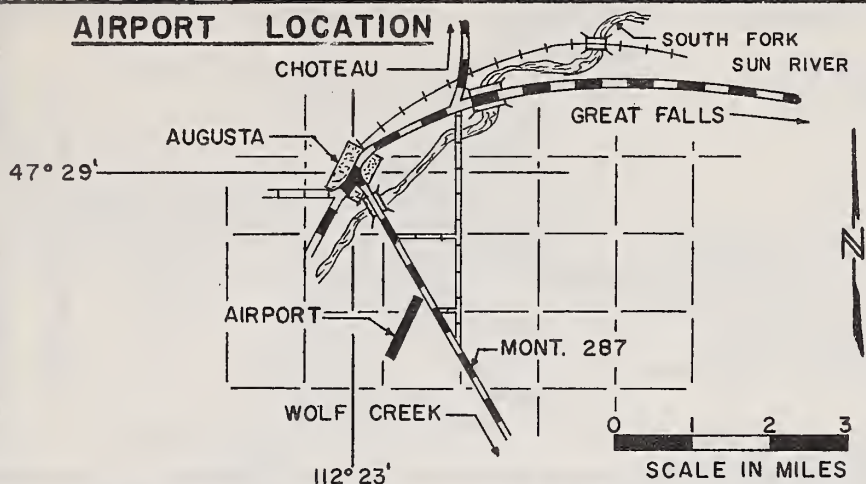 AIRPORT LOCATION
CHOTEAU
SOUTH FORK
SUN RIVER
AUGUSTA
GREAT FALLS
47° 29'
N
AIRPORT
MONT. 287
WOLF CREEK
0 1 2 3
SCALE IN MILES
112° 23'